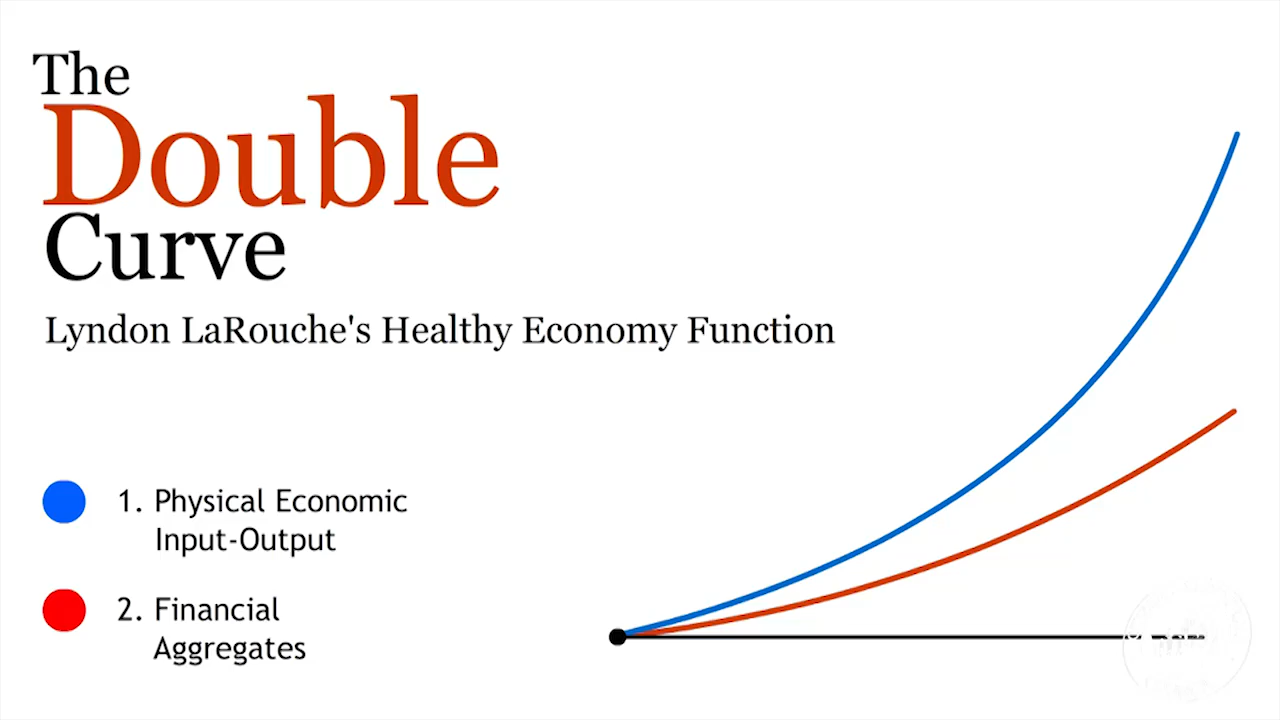 The
Double
Curve
Lyndon LaRouche's Healthy Economy Function
1. Physical Economic
Input-Output
2. Financial
Aggregates